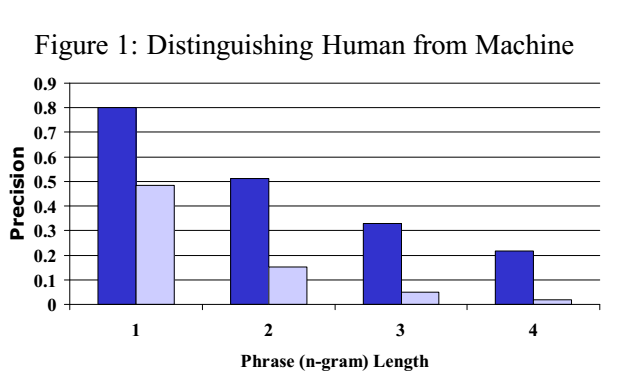 Figure 1: Distinguishing Human from Machine
0.9
0.8
0.7
0.6
0.5
0.4
0.3
0.2
0.1
0
Precision
1 2 3 4
Phrase (n-gram) Length